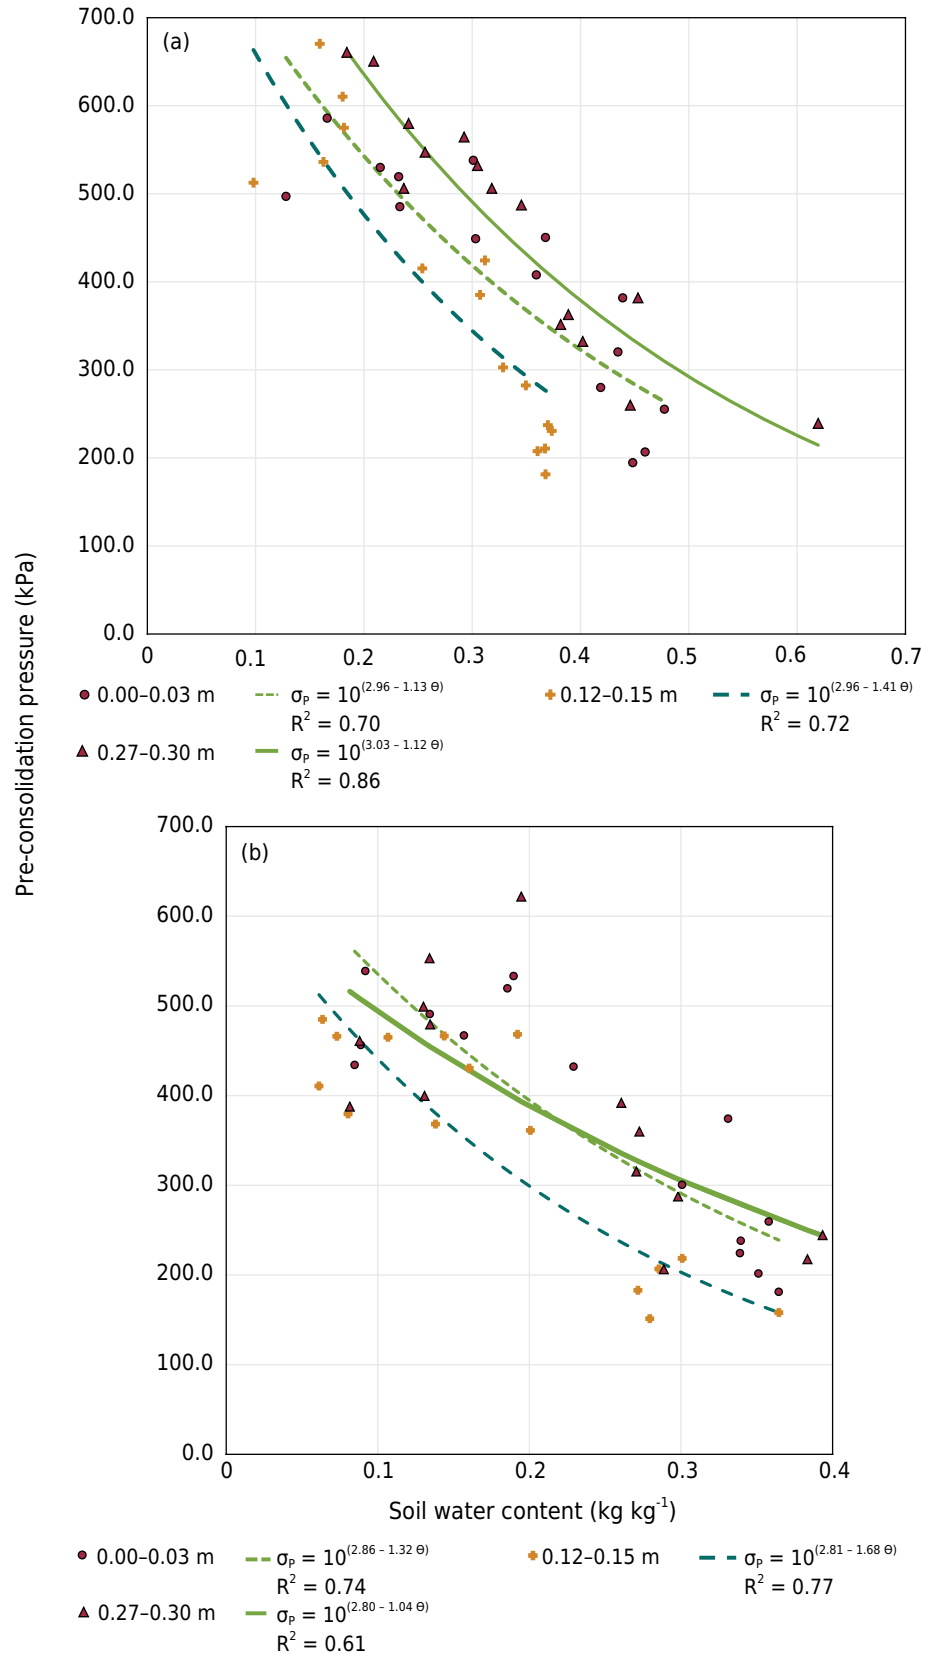 700.0
(a)
600.0
500.0
400.0
300.0
200.0
100.0
0.0
0 0.1 0.2 0.3 0.4 0.5 0.6 0.7
0.00–0.03 m σP = 10(2.96 – 1.13 Θ) 0.12–0.15 m σP = 10(2.96 – 1.41 Θ)
R2 = 0.70 R2 = 0.72
0.27–0.30 m σP = 10(3.03 – 1.12 Θ)
R2 = 0.86
Pre-consolidation pressure (kPa)
700.0
(b)
600.0
500.0
400.0
300.0
200.0
100.0
0.0
0 0.1 0.2 0.3 0.4
Soil water content (kg kg-1)
0.00–0.03 m σP = 10(2.86 – 1.32 Θ) 0.12–0.15 m σP = 10(2.81 – 1.68 Θ)
R2 = 0.74 R2 = 0.77
0.27–0.30 m σP = 10(2.80 – 1.04 Θ)
R2 = 0.61